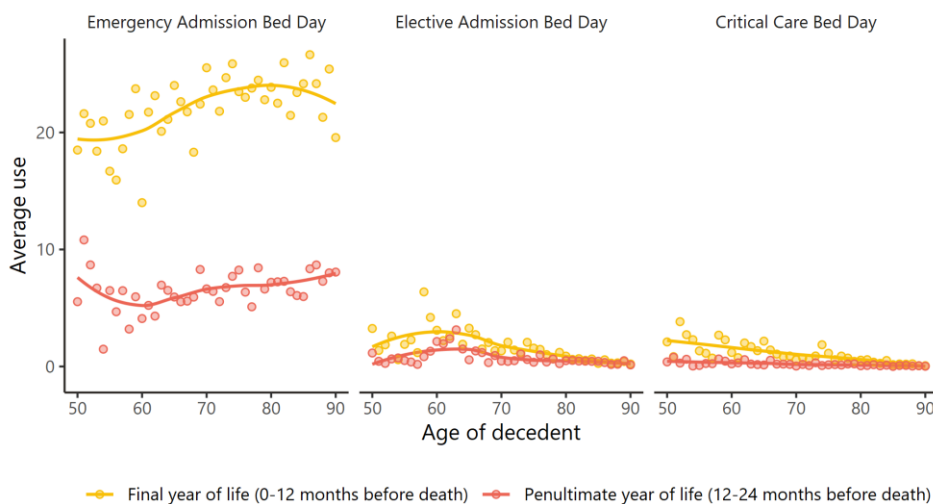 Emergency Admission Bed Day
Elective Admission Bed Day
Critical Care Bed Day
Average use
20
10
0
50 60 70 80 90
50 60 70 80 90
50 60 70 80 90
Age of decedent
Final year of life (0-12 months before death)
Penultimate year of life (12-24 months before death)